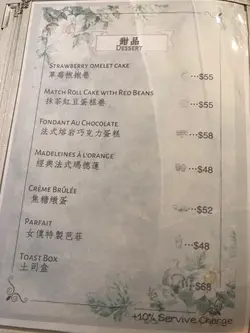 甜品
DESSERT
STRAWBERRY OMELET CAKE
草莓梳乎卷 ...$55
MATCH ROLL CAKE WITH RED BEANS
抹茶紅豆蛋糕卷 ...$55
FONDANT AU CHOCOLATE
法式熔岩巧克力蛋糕 ...$58
MADELEINES À L'ORANGE
經典法式瑪德蓮 ...$48
CRÈME BRÛLÉE
焦糖燉蛋 ...$52
PARFAIT
女僕特製芭菲 ...$48
TOAST BOX
土司盒 ...$68
+10% Servive Charge